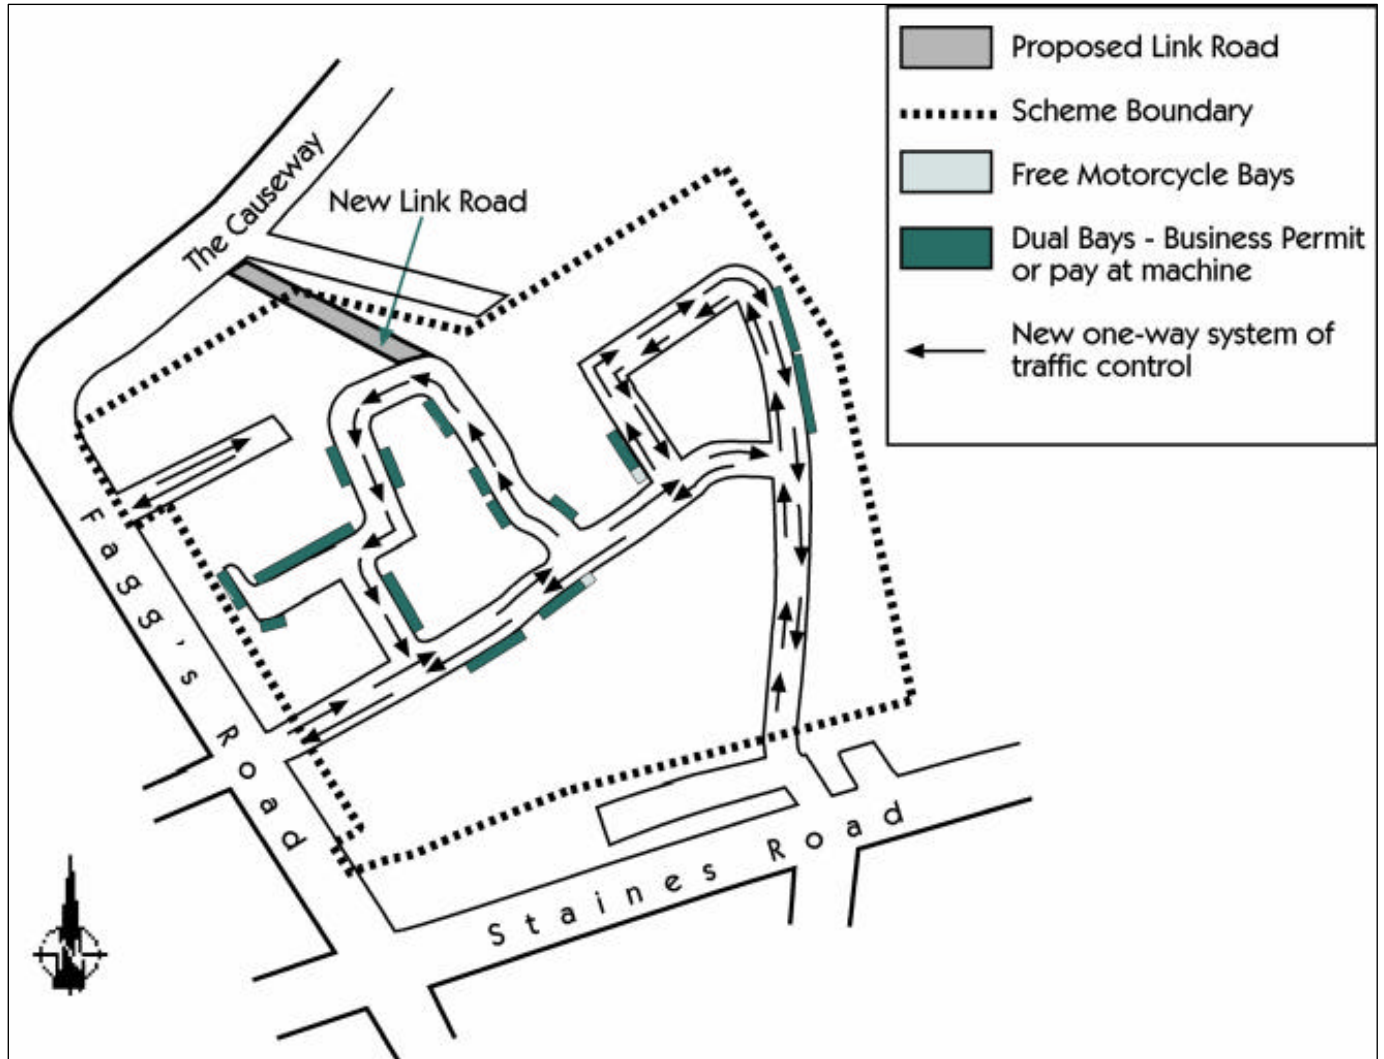 The Causeway
New Link Road
Fagg's Road
Staines Road
N
Proposed Link Road
Scheme Boundary
Free Motorcycle Bays
Dual Bays - Business Permit
or pay at machine
New one-way system of
traffic control